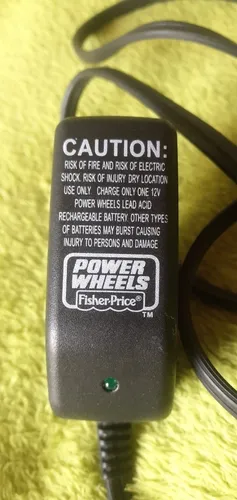 CAUTION:
RISK OF FIRE AND RISK OF ELECTRIC
SHOCK. RISK OF INJURY. DRY LOCATION
USE ONLY. CHARGE ONLY ONE 12V
POWER WHEELS LEAD ACID
RECHARGEABLE BATTERY. OTHER TYPES
OF BATTERIES MAY BURST CAUSING
INJURY TO PERSONS AND DAMAGE
POWER
WHEELS
Fisher-Price®
TM